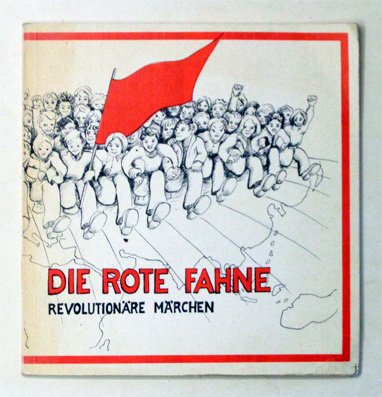 DIE ROTE FAHNE
REVOLUTIONÄRE MÄRCHEN